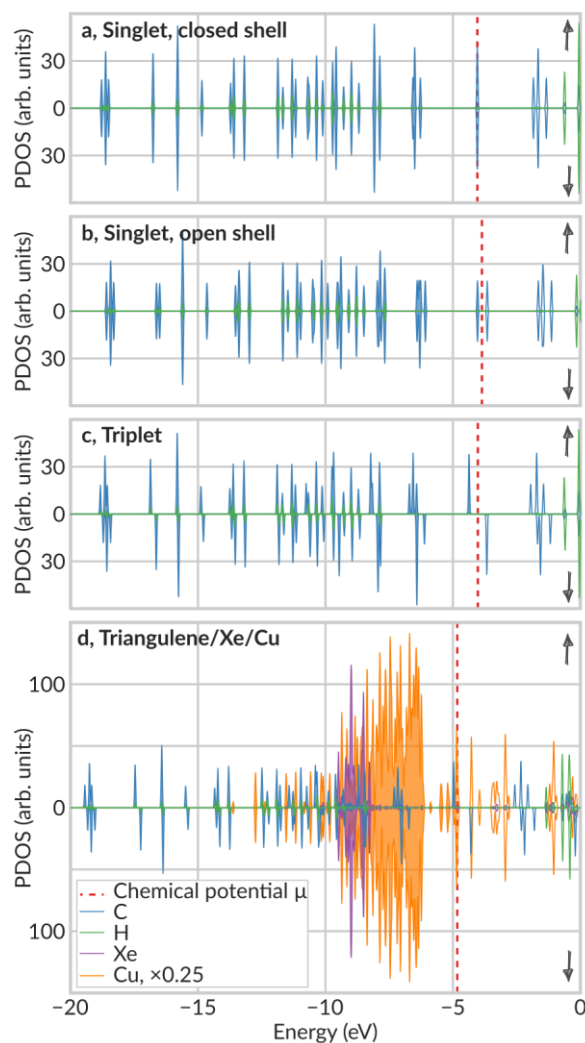 a, Singlet, closed shell
PDOS (arb. units)
30
0
30
b, Singlet, open shell
PDOS (arb. units)
30
0
30
c, Triplet
PDOS (arb. units)
30
0
30
d, Triangulene/Xe/Cu
PDOS (arb. units)
100
0
100
Chemical potential μ
C
H
Xe
Cu, ×0.25
−20
−15
−10
−5
0
Energy (eV)